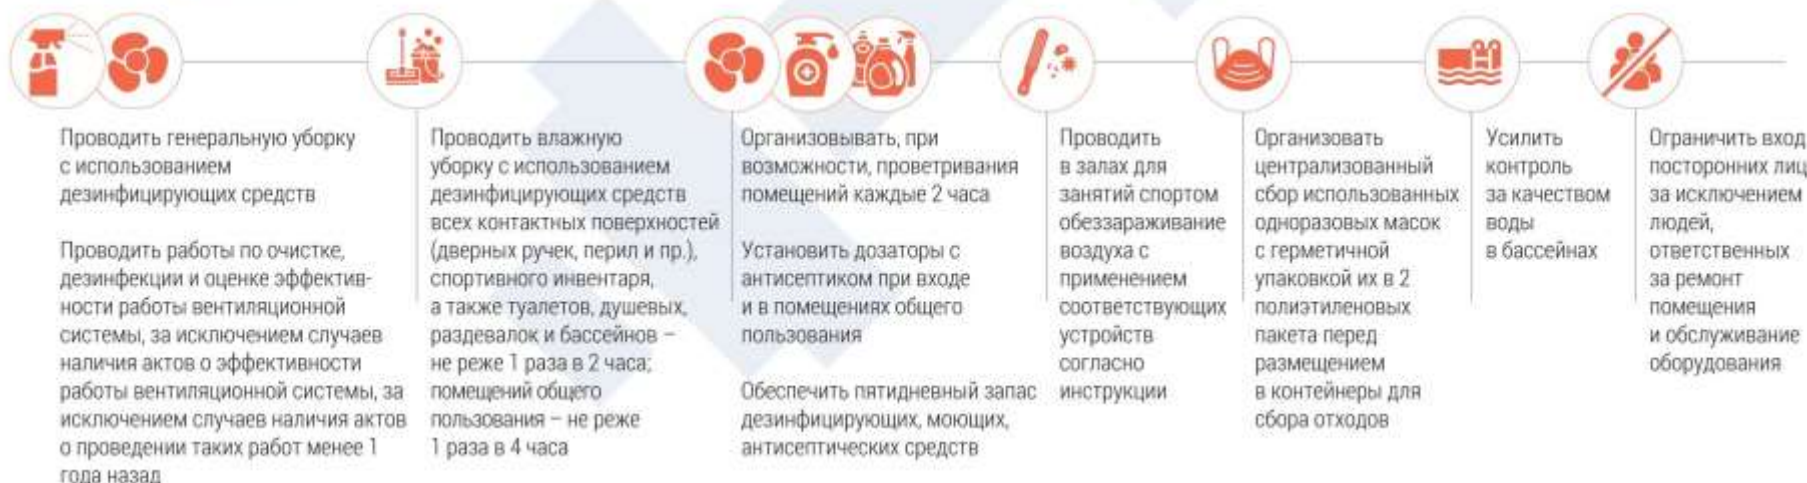 Проводить генеральную уборку
с использованием
дезинфицирующих средств
Проводить работы по очистке,
дезинфекции и оценке эффектив-
ности работы вентиляционной
системы, за исключением случаев
наличия актов о эффективности
работы вентиляционной системы, за
исключением случаев наличия актов
о проведении таких работ менее 1
года назад
Проводить влажную
уборку с использованием
дезинфицирующих средств
всех контактных поверхностей
(дверных ручек, перил и пр.),
спортивного инвентаря,
а также туалетов, душевых,
раздевалок и бассейнов –
не реже 1 раза в 2 часа;
помещений общего
пользования – не реже
1 раза в 4 часа
Организовывать, при
возможности, проветривания
помещений каждые 2 часа
Установить дозаторы с
антисептиком при входе
и в помещениях общего
пользования
Обеспечить пятидневный запас
дезинфицирующих, моющих,
антисептических средств
Проводить
в залах для
занятий спортом
обеззараживание
воздуха с
применением
соответствующих
устройств
согласно
инструкции
Организовать
централизованный
сбор использованных
одноразовых масок
с герметичной
упаковкой их в 2
полиэтиленовых
пакета перед
размещением
в контейнеры для
сбора отходов
Усилить
контроль
за качеством
воды
в бассейнах
Ограничить вход
посторонних лиц
за исключением
людей,
ответственных
за ремонт
помещения
и обслуживание
оборудования